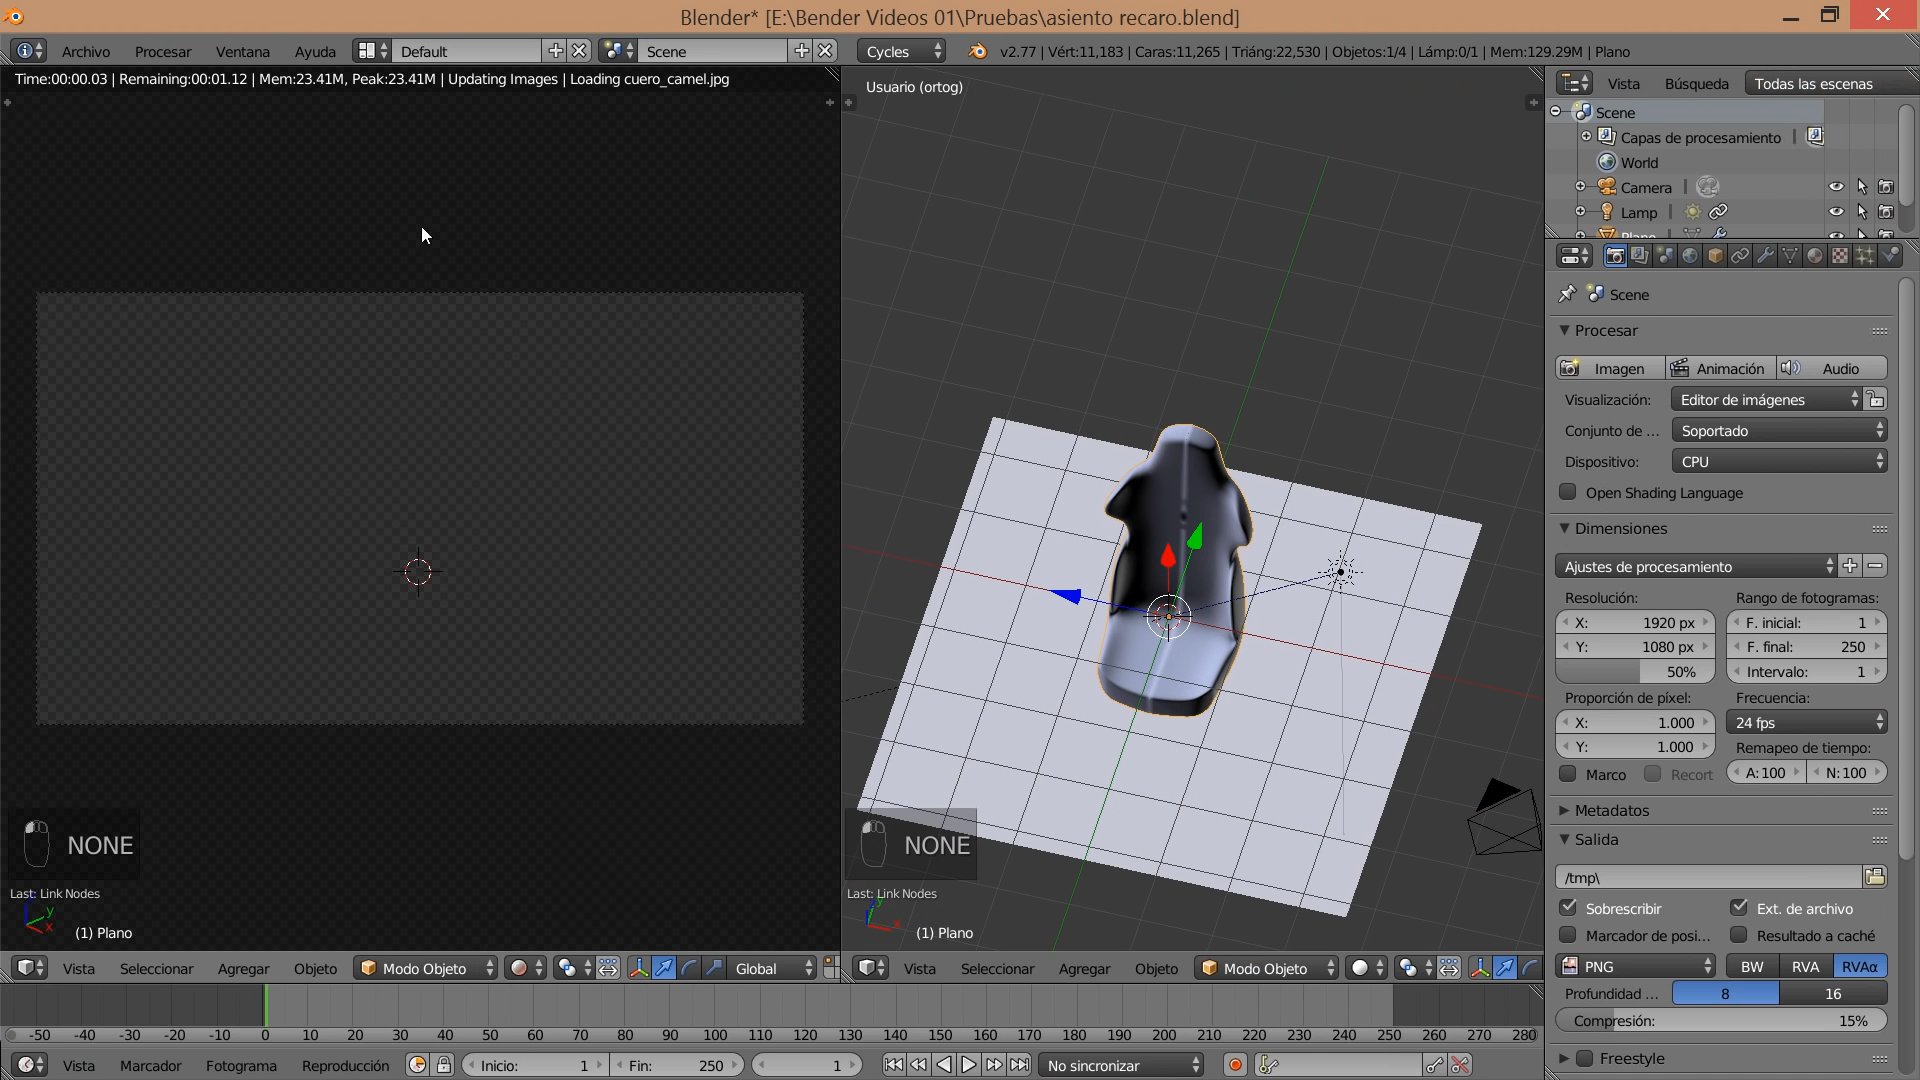 Blender* [E:\Bender Videos 01\Pruebas\asiento recaro.blend]
Archivo Procesar Ventana Ayuda Default Scene Cycles v2.77 | Vért:11,183 | Caras:11,265 | Triáng:22,530 | Objetos:1/4 | Lámp:0/1 | Mem:129.29M | Plano
Time:00:00.03 | Remaining:00:01.12 | Mem:23.41M, Peak:23.41M | Updating Images | Loading cuero_camel.jpg
Usuario (ortog)
Vista Búsqueda Todas las escenas
Scene
Capas de procesamiento |
World
Camera |
Lamp |
Plano
Scene
Procesar
Imagen Animación Audio
Visualización: Editor de imágenes
Conjunto de ... Soportado
Dispositivo: CPU
Open Shading Language
Dimensiones
Ajustes de procesamiento
Resolución: Rango de fotogramas:
X: 1920 px F. inicial: 1
Y: 1080 px F. final: 250
50% Intervalo: 1
Proporción de píxel: Frecuencia:
X: 1.000 24 fps
Y: 1.000 Remapeo de tiempo:
Marco Recort A:100 N:100
Metadatos
Salida
/tmp\
Sobrescribir Ext. de archivo
Marcador de posi... Resultado a caché
PNG BW RVA RVAα
Profundidad ... 8 16
Compresión: 15%
Freestyle
NONE
Last: Link Nodes
y
x
(1) Plano
NONE
Last: Link Nodes
x
(1) Plano
Vista Seleccionar Agregar Objeto Modo Objeto Global
Vista Seleccionar Agregar Objeto Modo Objeto
-50 -40 -30 -20 -10 0 10 20 30 40 50 60 70 80 90 100 110 120 130 140 150 160 170 180 190 200 210 220 230 240 250 260 270 280
Vista Marcador Fotograma Reproducción Inicio: 1 Fin: 250 1 No sincronizar